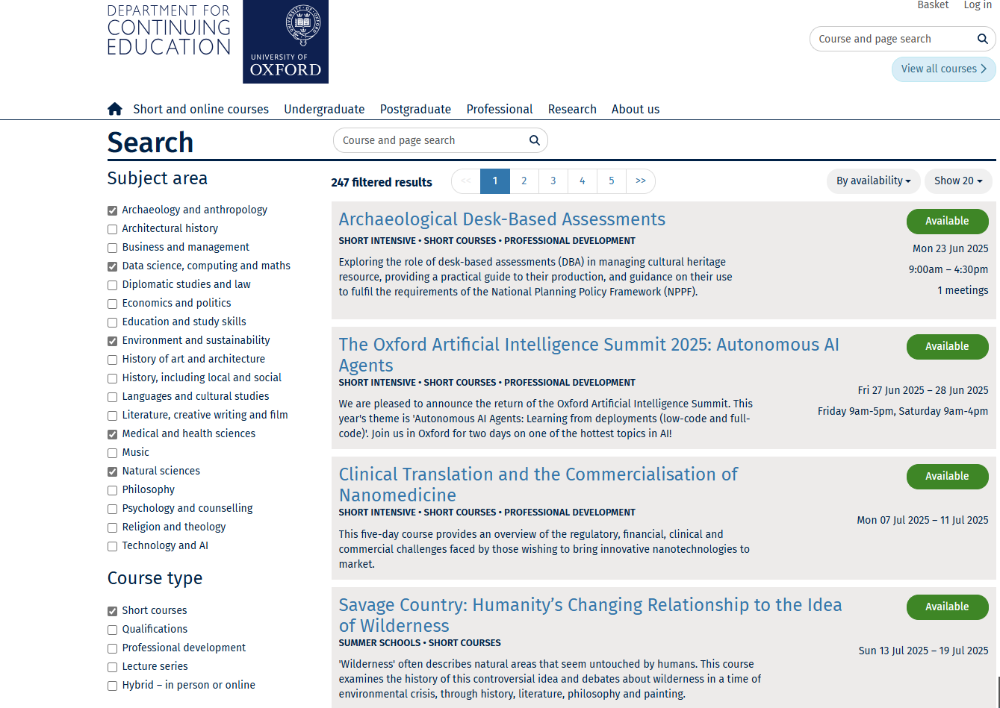 DEPARTMENT FOR
CONTINUING
EDUCATION
UNIVERSITY OF
OXFORD
Basket Log in
Course and page search
View all courses
Short and online courses Undergraduate Postgraduate Professional Research About us
Search
Course and page search
Subject area
Archaeology and anthropology
Architectural history
Business and management
Data science, computing and maths
Diplomatic studies and law
Economics and politics
Education and study skills
Environment and sustainability
History of art and architecture
History, including local and social
Languages and cultural studies
Literature, creative writing and film
Medical and health sciences
Music
Natural sciences
Philosophy
Psychology and counselling
Religion and theology
Technology and AI
Course type
Short courses
Qualifications
Professional development
Lecture series
Hybrid – in person or online
247 filtered results << 1 2 3 4 5 >> By availability Show 20
Archaeological Desk-Based Assessments
SHORT INTENSIVE • SHORT COURSES • PROFESSIONAL DEVELOPMENT
Exploring the role of desk-based assessments (DBA) in managing cultural heritage
resource, providing a practical guide to their production, and guidance on their use
to fulfil the requirements of the National Planning Policy Framework (NPPF).
Available
Mon 23 Jun 2025
9:00am – 4:30pm
1 meetings
The Oxford Artificial Intelligence Summit 2025: Autonomous AI
Agents
SHORT INTENSIVE • SHORT COURSES • PROFESSIONAL DEVELOPMENT
We are pleased to announce the return of the Oxford Artificial Intelligence Summit. This
year's theme is 'Autonomous AI Agents: Learning from deployments (low-code and full-
code)'. Join us in Oxford for two days on one of the hottest topics in AI!
Available
Fri 27 Jun 2025 – 28 Jun 2025
Friday 9am-5pm, Saturday 9am-4pm
Clinical Translation and the Commercialisation of
Nanomedicine
SHORT INTENSIVE • SHORT COURSES • PROFESSIONAL DEVELOPMENT
This five-day course provides an overview of the regulatory, financial, clinical and
commercial challenges faced by those wishing to bring innovative nanotechnologies to
market.
Available
Mon 07 Jul 2025 – 11 Jul 2025
Savage Country: Humanity’s Changing Relationship to the Idea
of Wilderness
SUMMER SCHOOLS • SHORT COURSES
'Wilderness' often describes natural areas that seem untouched by humans. This course
examines the history of this controversial idea and debates about wilderness in a time of
environmental crisis, through history, literature, philosophy and painting.
Available
Sun 13 Jul 2025 – 19 Jul 2025